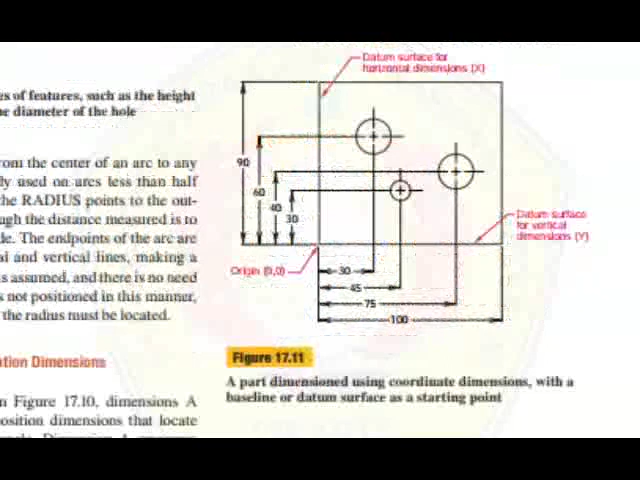 es of features, such as the height
e diameter of the hole
rom the center of an arc to any
ly used on arcs less than half
the RADIUS points to the out-
ugh the distance measured is to
le. The endpoints of the arc are
al and vertical lines, making a
is assumed, and there is no need
s not positioned in this manner,
the radius must be located.
tion Dimensions
n Figure 17.10, dimensions A
osition dimensions that locate
Datum surface for
horizontal dimensions (X)
90
60
40
30
Datum surface
for vertical
dimensions (Y)
Origin (0,0)
30
45
75
100
Figure 17.11
A part dimensioned using coordinate dimensions, with a
baseline or datum surface as a starting point